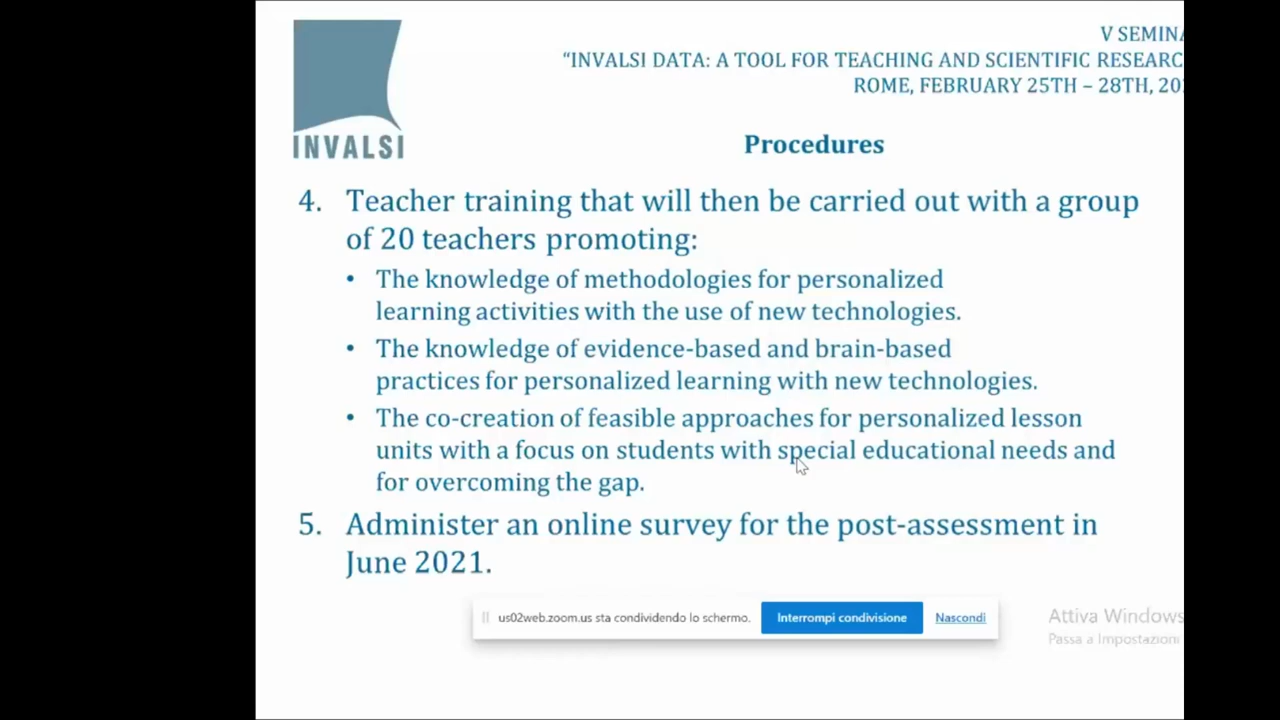 INVALSI
V SEMINA
“INVALSI DATA: A TOOL FOR TEACHING AND SCIENTIFIC RESEARC
ROME, FEBRUARY 25TH – 28TH, 202
Procedures
4. Teacher training that will then be carried out with a group
of 20 teachers promoting:
• The knowledge of methodologies for personalized
learning activities with the use of new technologies.
• The knowledge of evidence-based and brain-based
practices for personalized learning with new technologies.
• The co-creation of feasible approaches for personalized lesson
units with a focus on students with special educational needs and
for overcoming the gap.
5. Administer an online survey for the post-assessment in
June 2021.
us02web.zoom.us sta condividendo lo schermo. Interrompi condivisione Nascondi
Attiva Windows
Passa a Impostazioni